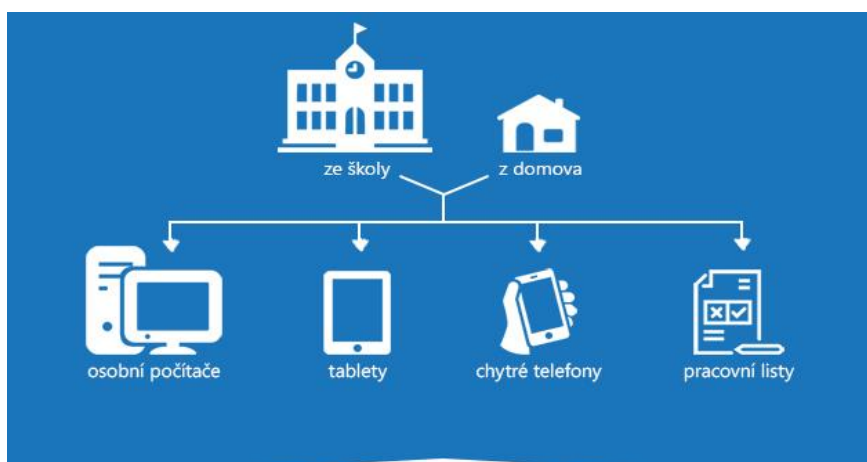 ze školy
z domova
osobní počítače
tablety
chytré telefony
pracovní listy